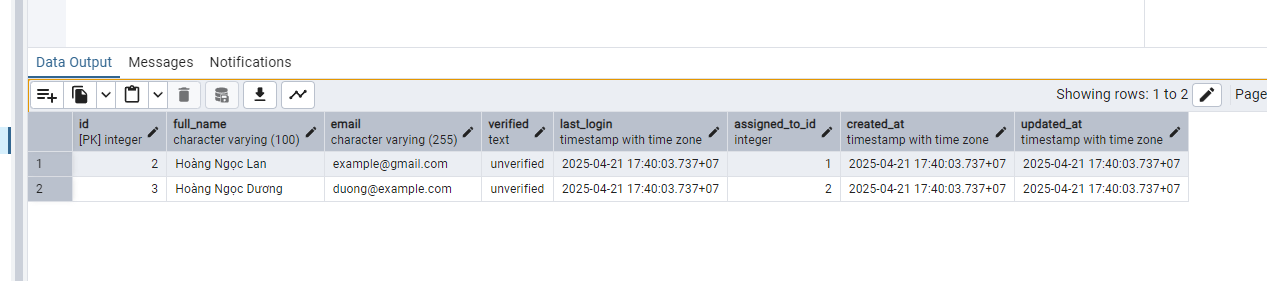 Data Output Messages Notifications
Showing rows: 1 to 2 Page
id full_name email verified last_login assigned_to_id created_at updated_at
[PK] integer character varying (100) character varying (255) text timestamp with time zone integer timestamp with time zone timestamp with time zone
1 2 Hoàng Ngọc Lan example@gmail.com unverified 2025-04-21 17:40:03.737+07 1 2025-04-21 17:40:03.737+07 2025-04-21 17:40:03.737+07
2 3 Hoàng Ngọc Dương duong@example.com unverified 2025-04-21 17:40:03.737+07 2 2025-04-21 17:40:03.737+07 2025-04-21 17:40:03.737+07